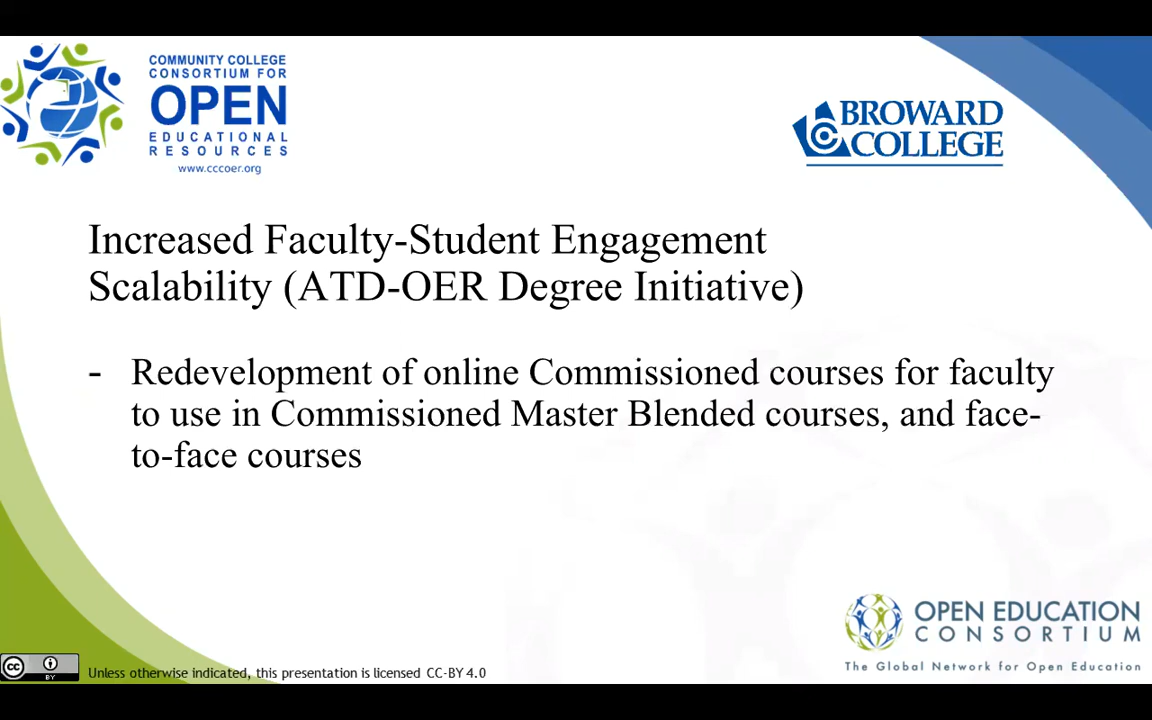 COMMUNITY COLLEGE
CONSORTIUM FOR
OPEN
EDUCATIONAL
RESOURCES
www.cccoer.org
BROWARD
COLLEGE
Increased Faculty-Student Engagement
Scalability (ATD-OER Degree Initiative)
- Redevelopment of online Commissioned courses for faculty
to use in Commissioned Master Blended courses, and face-
to-face courses
OPEN EDUCATION
CONSORTIUM
The Global Network for Open Education
cc
BY
Unless otherwise indicated, this presentation is licensed CC-BY 4.0